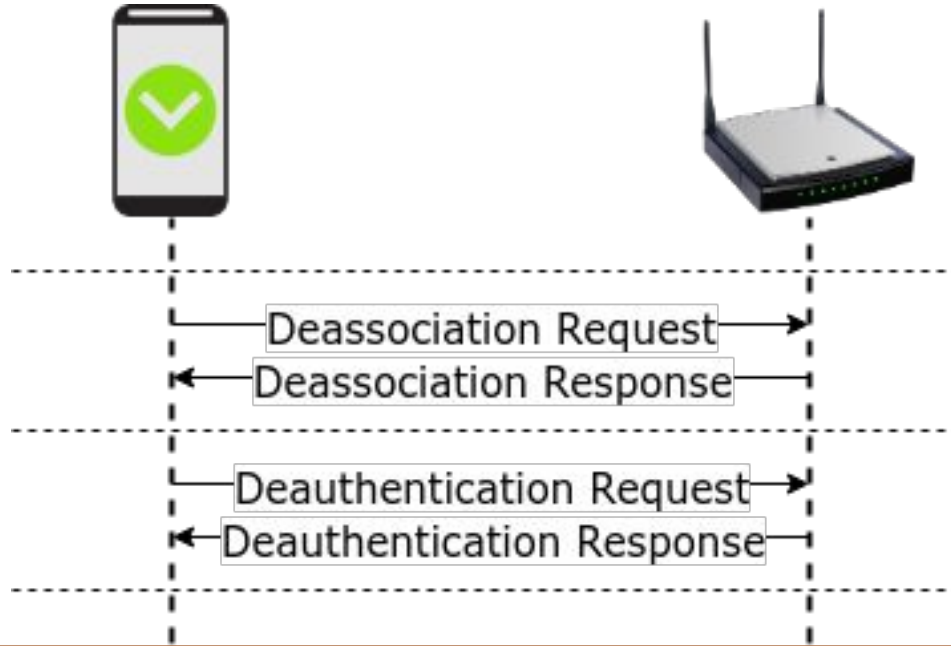 Deassociation Request
Deassociation Response
Deauthentication Request
Deauthentication Response